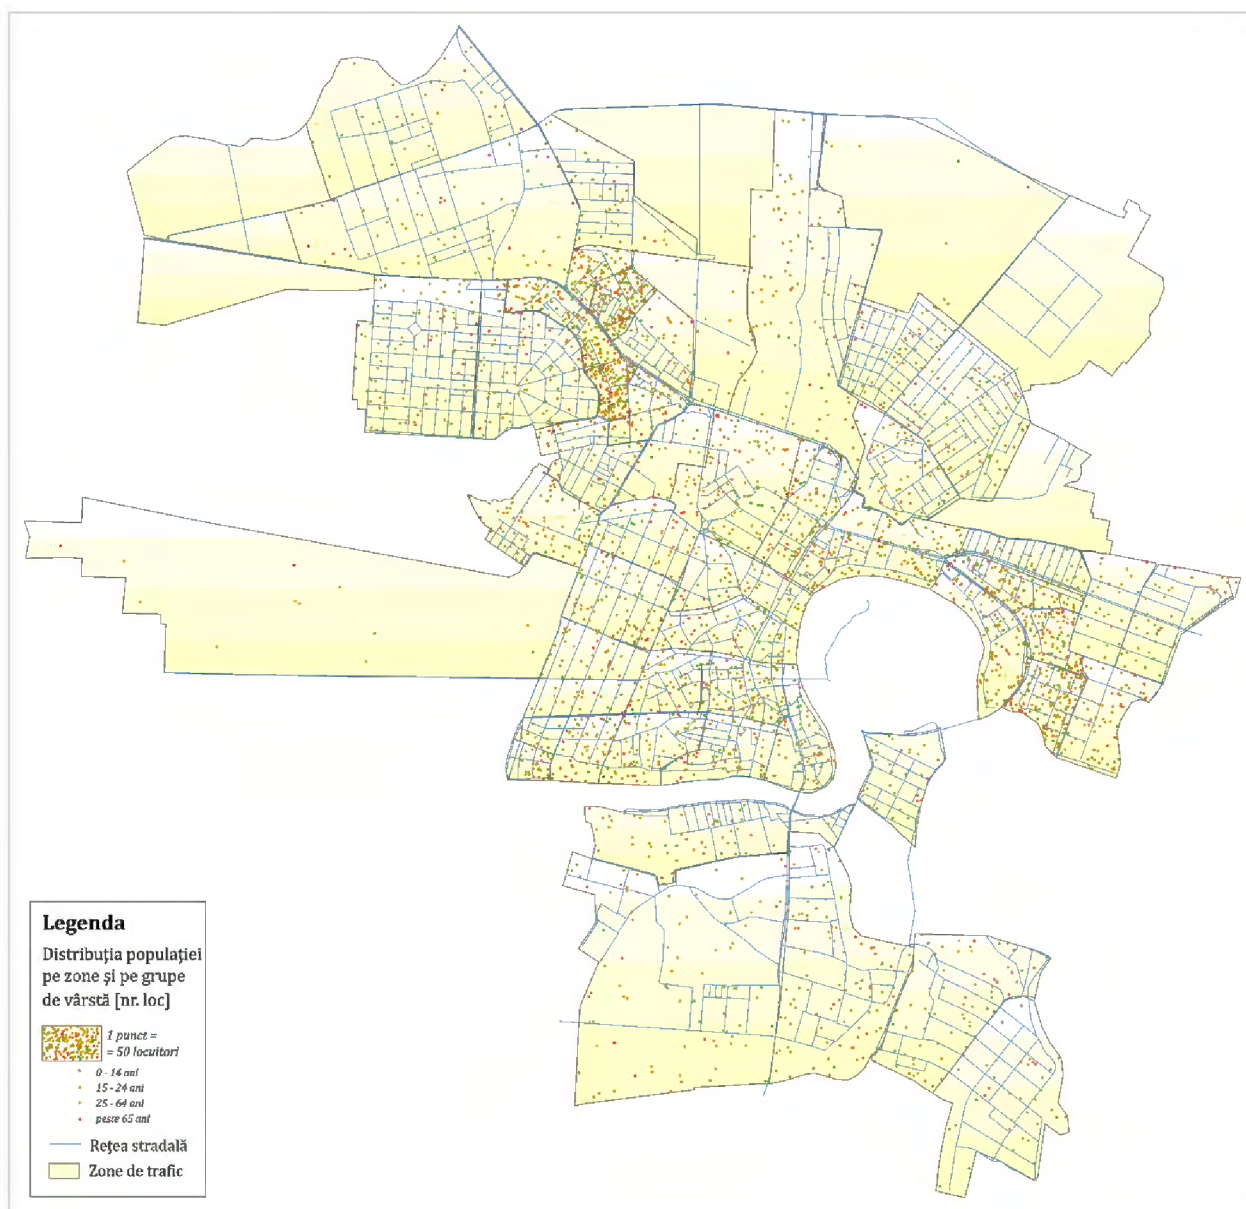 Legenda
Distribuția populației
pe zone și pe grupe
de vârstă [nr. loc]
1 punct =
= 50 locuitori
0 - 14 ani
15 - 24 ani
25 - 64 ani
peste 65 ani
Rețea stradală
Zone de trafic